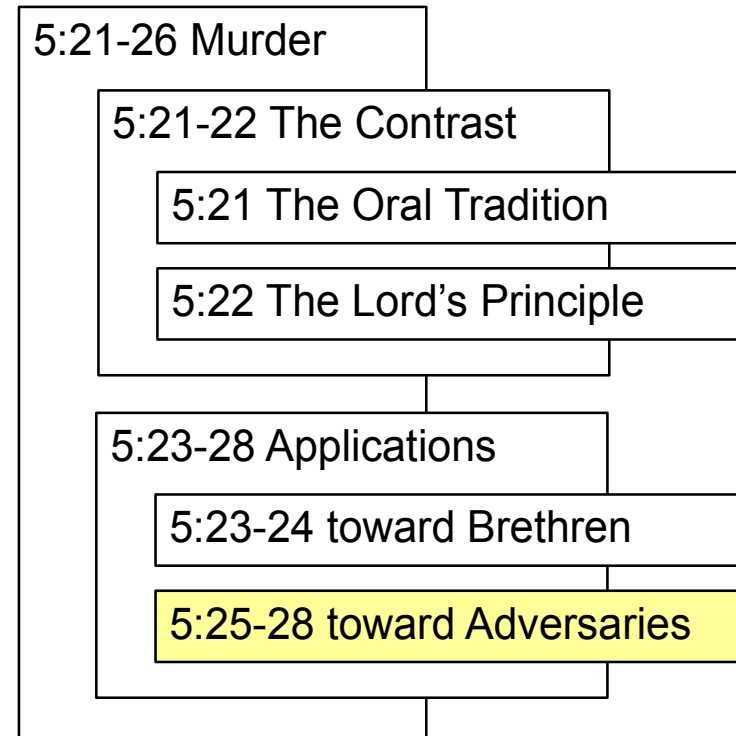 5:21-26 Murder
5:21-22 The Contrast
5:21 The Oral Tradition
5:22 The Lord’s Principle
5:23-28 Applications
5:23-24 toward Brethren
5:25-28 toward Adversaries